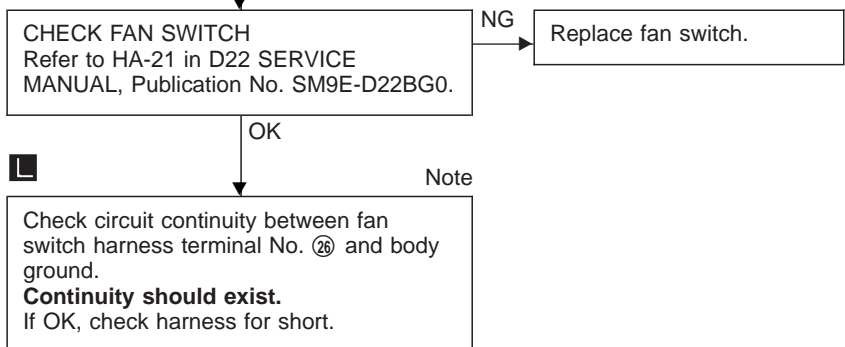 CHECK FAN SWITCH
Refer to HA-21 in D22 SERVICE
MANUAL, Publication No. SM9E-D22BG0.
NG
Replace fan switch.
OK
L
Note
Check circuit continuity between fan
switch harness terminal No. ㉖ and body
ground.
Continuity should exist.
If OK, check harness for short.